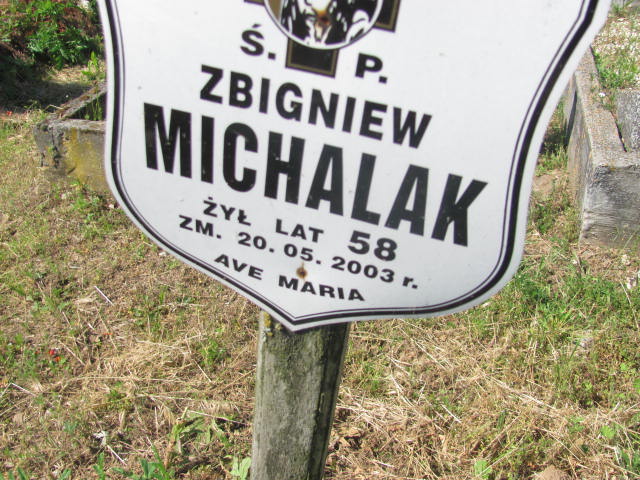 Ś. P.
ZBIGNIEW
MICHALAK
ŻYŁ LAT 58
ZM. 20.05.2003 r.
AVE MARIA